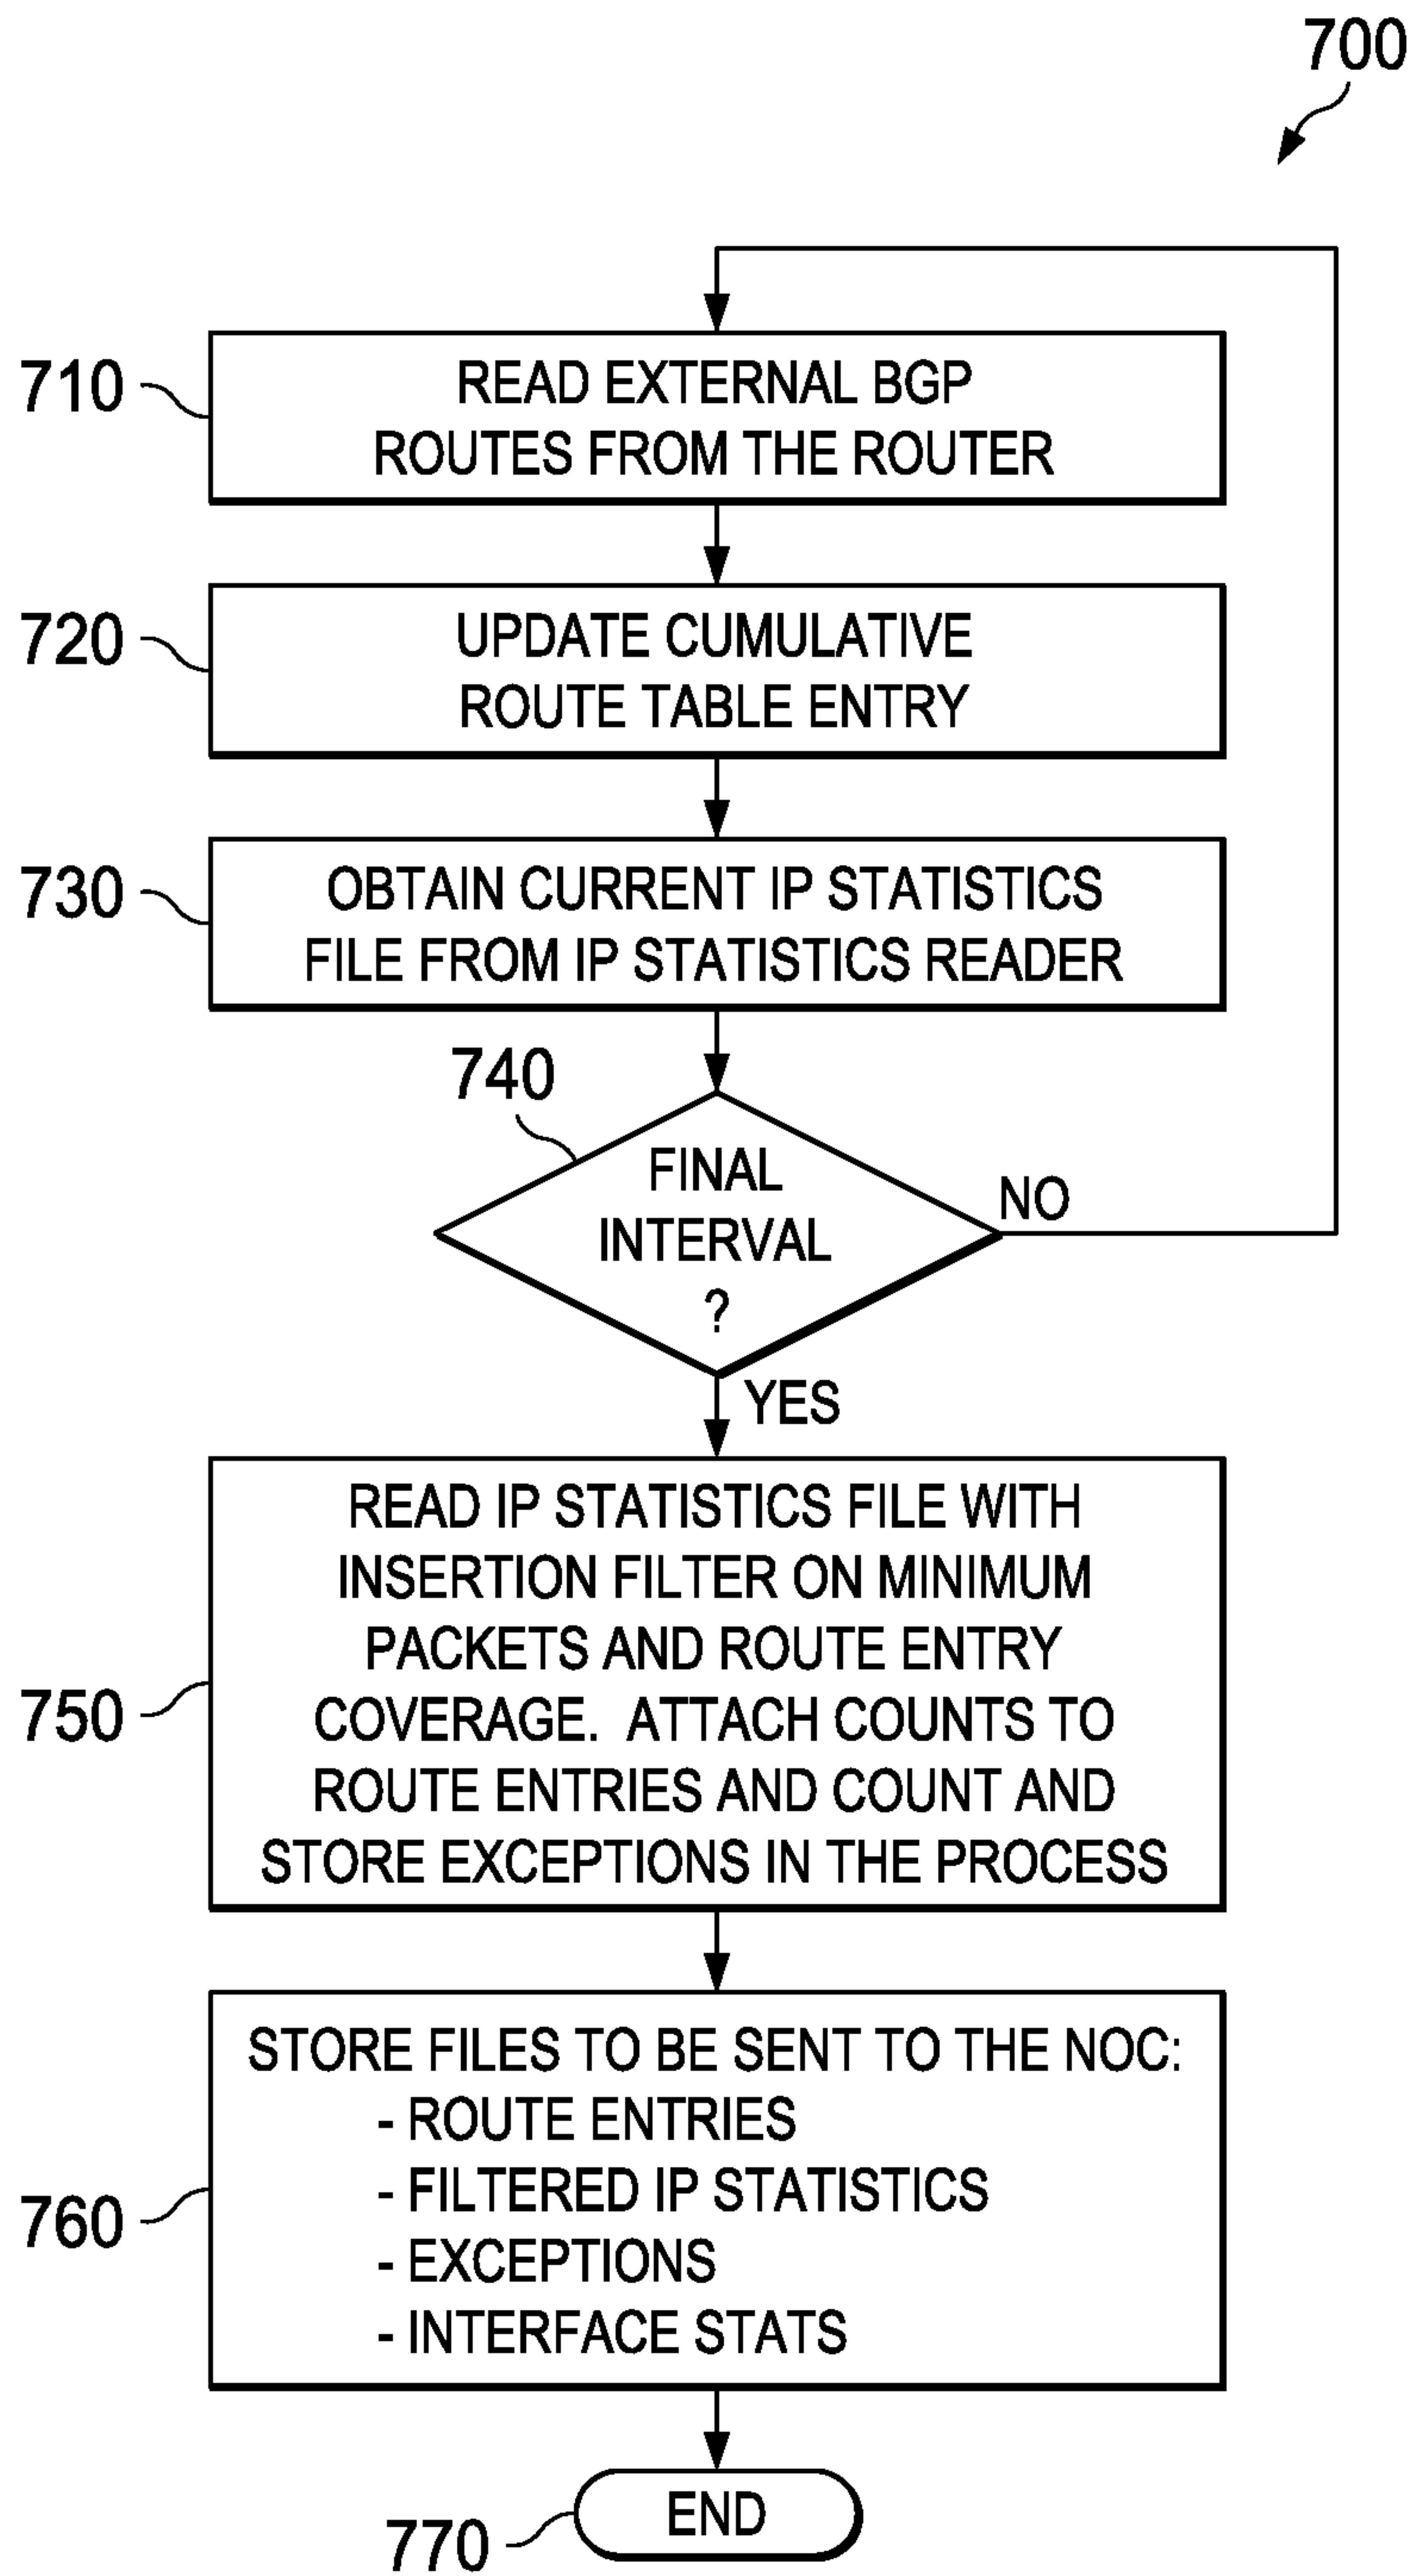 700
710
READ EXTERNAL BGP
ROUTES FROM THE ROUTER
720
UPDATE CUMULATIVE
ROUTE TABLE ENTRY
730
OBTAIN CURRENT IP STATISTICS
FILE FROM IP STATISTICS READER
740
FINAL
INTERVAL
?
NO
YES
750
READ IP STATISTICS FILE WITH
INSERTION FILTER ON MINIMUM
PACKETS AND ROUTE ENTRY
COVERAGE. ATTACH COUNTS TO
ROUTE ENTRIES AND COUNT AND
STORE EXCEPTIONS IN THE PROCESS
760
STORE FILES TO BE SENT TO THE NOC:
- ROUTE ENTRIES
- FILTERED IP STATISTICS
- EXCEPTIONS
- INTERFACE STATS
770
END